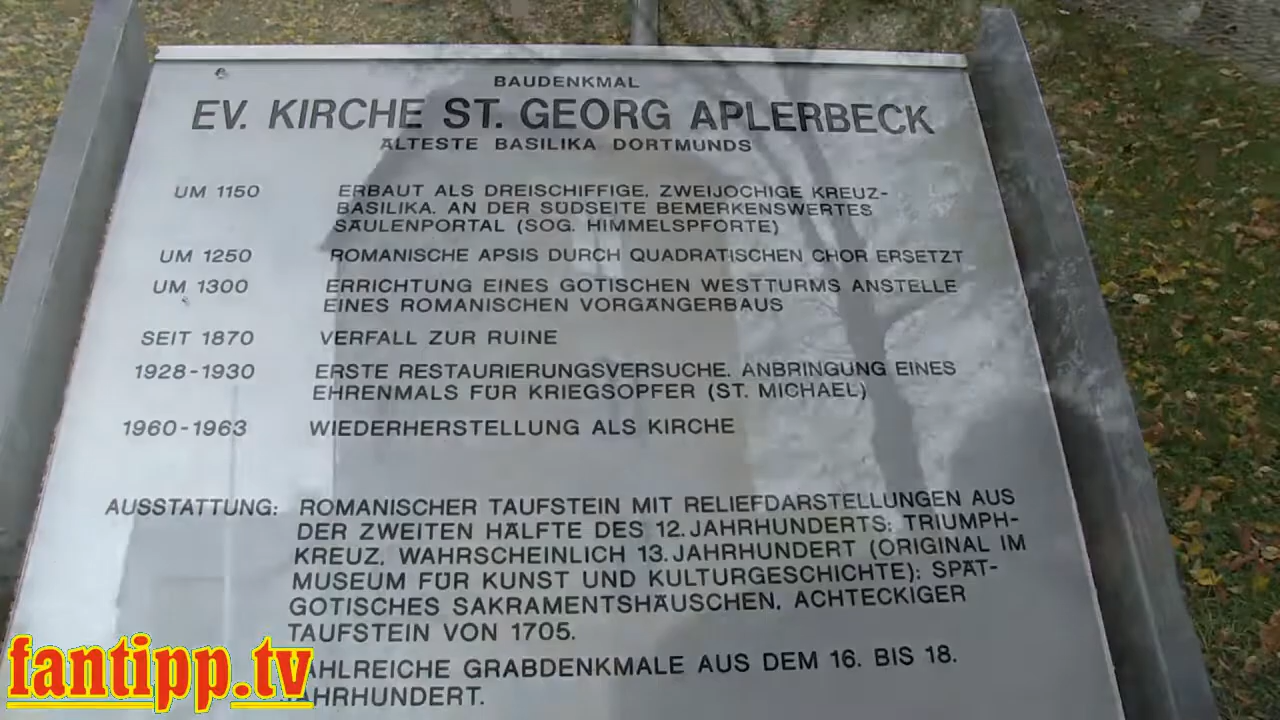 BAUDENKMAL
EV. KIRCHE ST. GEORG APLERBECK
ÄLTESTE BASILIKA DORTMUNDS
UM 1150 ERBAUT ALS DREISCHIFFIGE, ZWEIJOCHIGE KREUZ-
BASILIKA. AN DER SÜDSEITE BEMERKENSWERTES
SÄULENPORTAL (SOG. HIMMELSPFORTE)
UM 1250 ROMANISCHE APSIS DURCH QUADRATISCHEN CHOR ERSETZT
UM 1300 ERRICHTUNG EINES GOTISCHEN WESTTURMS ANSTELLE
EINES ROMANISCHEN VORGÄNGERBAUS
SEIT 1870 VERFALL ZUR RUINE
1928-1930 ERSTE RESTAURIERUNGSVERSUCHE. ANBRINGUNG EINES
EHRENMALS FÜR KRIEGSOPFER (ST. MICHAEL)
1960-1963 WIEDERHERSTELLUNG ALS KIRCHE
AUSSTATTUNG: ROMANISCHER TAUFSTEIN MIT RELIEFDARSTELLUNGEN AUS
DER ZWEITEN HÄLFTE DES 12. JAHRHUNDERTS; TRIUMPH-
KREUZ, WAHRSCHEINLICH 13. JAHRHUNDERT (ORIGINAL IM
MUSEUM FÜR KUNST UND KULTURGESCHICHTE); SPÄT-
GOTISCHES SAKRAMENTSHÄUSCHEN. ACHTECKIGER
TAUFSTEIN VON 1705.
AHLREICHE GRABDENKMALE AUS DEM 16. BIS 18.
AHRHUNDERT.
fantipp.tv